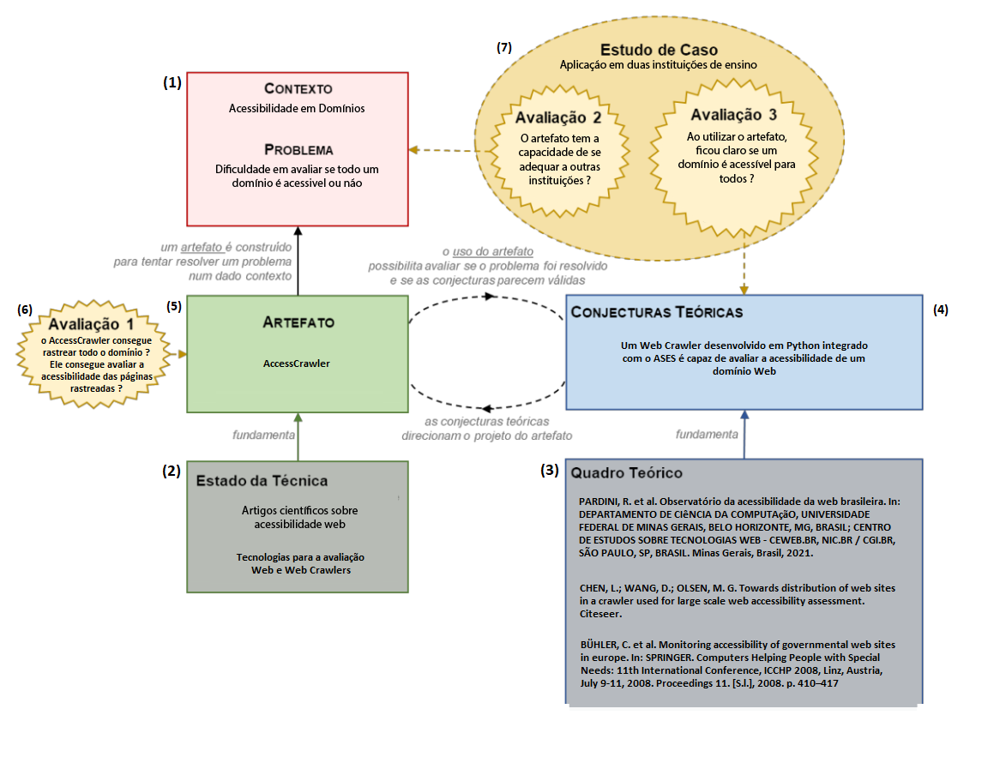 (1)
CONTEXTO
Acessibilidade em Domínios
PROBLEMA
Dificuldade em avaliar se todo um
domínio é acessivel ou náo
(7)
Estudo de Caso
Aplicação em duas instituições de ensino
Avaliação 2
O artefato tem a
capacidade de se
adequar a outras
instituições ?
Avaliação 3
Ao utilizar o artefato,
ficou claro se um
domínio é acessível para
todos ?
um artefato é construído
para tentar resolver um problema
num dado contexto
o uso do artefato
possibilita avaliar se o problema foi resolvido
e se as conjecturas parecem válidas
(6)
Avaliação 1
o AccessCrawler consegue
rastrear todo o domínio ?
Ele consegue avaliar a
acessibilidade das páginas
rastreadas ?
(5)
ARTEFATO
AccessCrawler
(4)
CONJECTURAS TEÓRICAS
Um Web Crawler desenvolvido em Python integrado
com o ASES é capaz de avaliar a acessibilidade de um
domínio Web
as conjecturas teóricas
direcionam o projeto do artefato
fundamenta
fundamenta
(2)
Estado da Técnica
Artigos científicos sobre
acessibilidade web
Tecnologias para a avaliação
Web e Web Crawlers
(3)
Quadro Teórico
PARDINI, R. et al. Observatório da acessibilidade da web brasileira. In:
DEPARTAMENTO DE CIêNCIA DA COMPUTAçãO, UNIVERSIDADE
FEDERAL DE MINAS GERAIS, BELO HORIZONTE, MG, BRASIL; CENTRO
DE ESTUDOS SOBRE TECNOLOGIAS WEB - CEWEB.BR, NIC.BR / CGI.BR,
SÃO PAULO, SP, BRASIL. Minas Gerais, Brasil, 2021.
CHEN, L.; WANG, D.; OLSEN, M. G. Towards distribution of web sites
in a crawler used for large scale web accessibility assessment.
Citeseer.
BÜHLER, C. et al. Monitoring accessibility of governmental web sites
in europe. In: SPRINGER. Computers Helping People with Special
Needs: 11th International Conference, ICCHP 2008, Linz, Austria,
July 9-11, 2008. Proceedings 11. [S.l.], 2008. p. 410–417